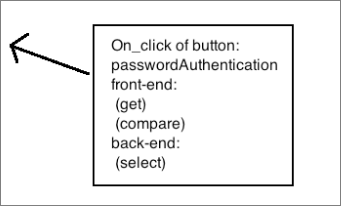 On_click of button:
passwordAuthentication
front-end:
(get)
(compare)
back-end:
(select)